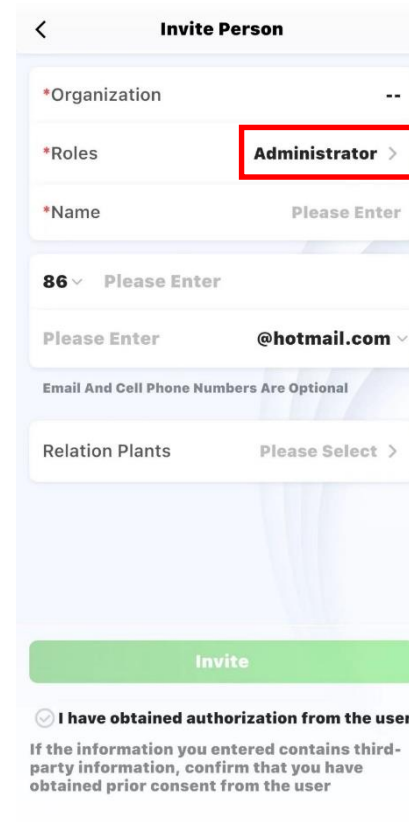 Invite Person
*Organization --
*Roles Administrator >
*Name Please Enter
86 Please Enter
Please Enter @hotmail.com
Email And Cell Phone Numbers Are Optional
Relation Plants Please Select >
Invite
I have obtained authorization from the user
If the information you entered contains third-
party information, confirm that you have
obtained prior consent from the user